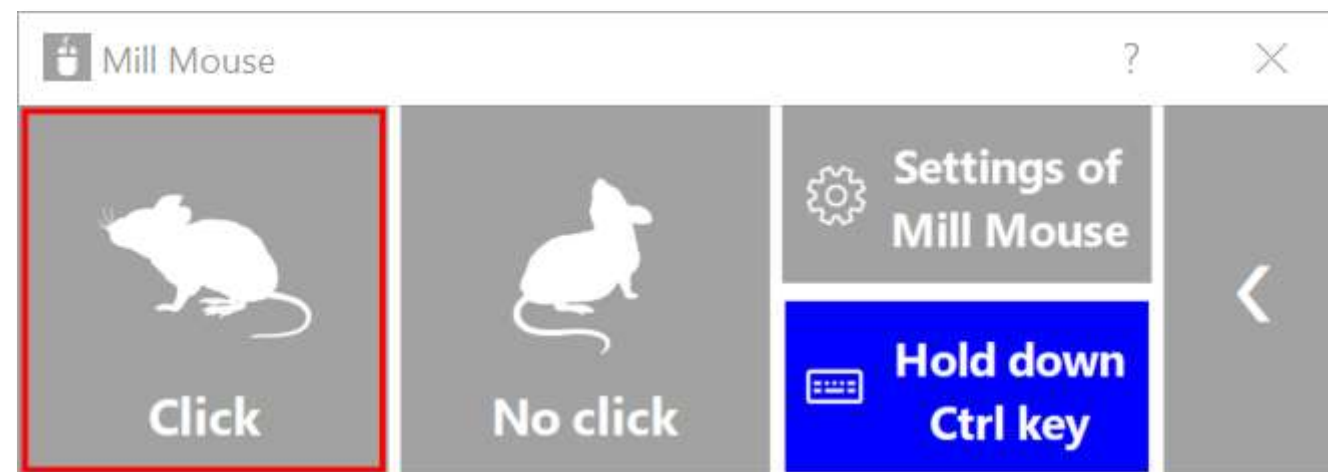 Mill Mouse ?
Click
No click
Settings of
Mill Mouse
Hold down
Ctrl key